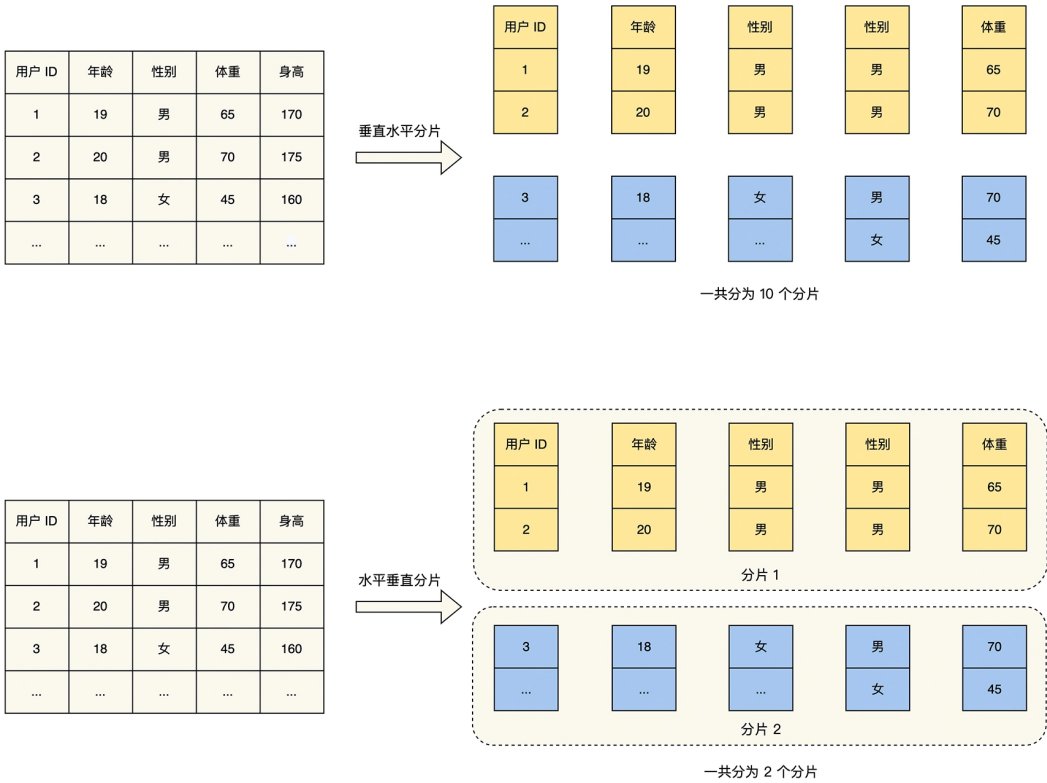 用户 ID 年龄 性别 体重 身高
1 19 男 65 170
2 20 男 70 175
3 18 女 45 160
... ... ... ... ...
垂直水平分片
用户 ID 年龄 性别 性别 体重
1 19 男 男 65
2 20 男 男 70
3 18 女 男 70
... ... ... 女 45
一共分为 10 个分片
用户 ID 年龄 性别 体重 身高
1 19 男 65 170
2 20 男 70 175
3 18 女 45 160
... ... ... ... ...
水平垂直分片
用户 ID 年龄 性别 性别 体重
1 19 男 男 65
2 20 男 男 70
分片 1
3 18 女 男 70
... ... ... 女 45
分片 2
一共分为 2 个分片